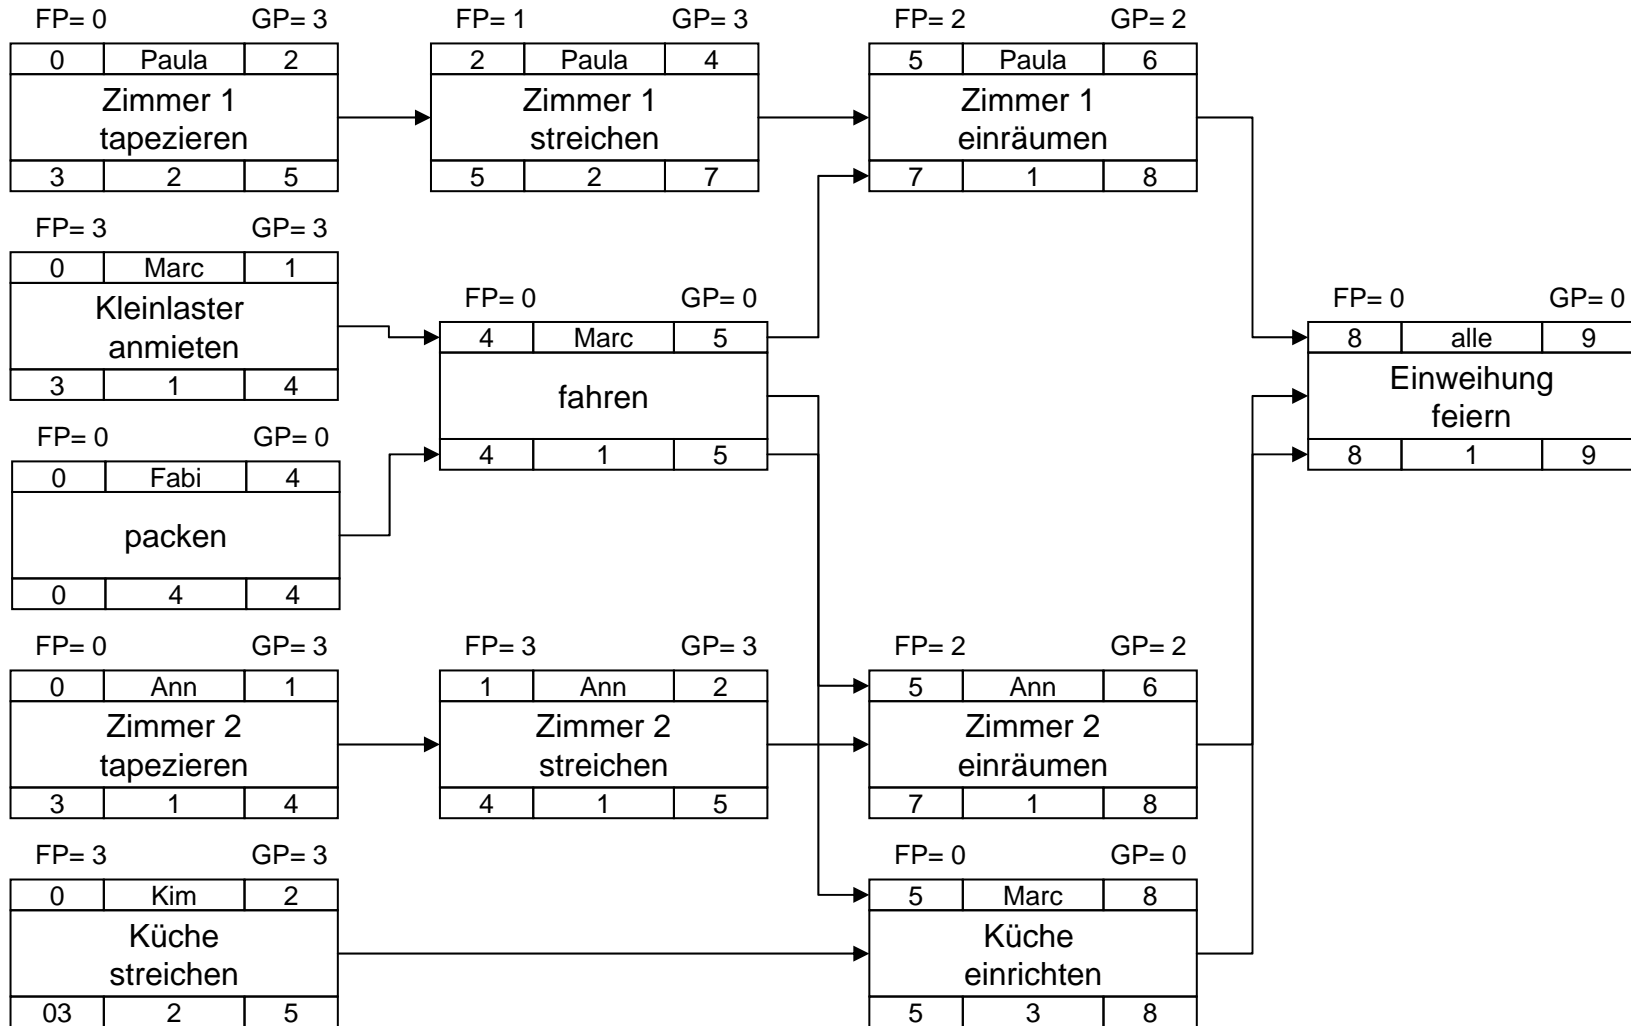 FP= 0 GP= 3
0 Paula 2
Zimmer 1
tapezieren
3 2 5
FP= 1 GP= 3
2 Paula 4
Zimmer 1
streichen
5 2 7
FP= 2 GP= 2
5 Paula 6
Zimmer 1
einräumen
7 1 8
FP= 3 GP= 3
0 Marc 1
Kleinlaster
anmieten
3 1 4
FP= 0 GP= 0
4 Marc 5
fahren
4 1 5
FP= 0 GP= 0
8 alle 9
Einweihung
feiern
8 1 9
FP= 0 GP= 0
0 Fabi 4
packen
0 4 4
FP= 0 GP= 3
0 Ann 1
Zimmer 2
tapezieren
3 1 4
FP= 3 GP= 3
1 Ann 2
Zimmer 2
streichen
4 1 5
FP= 2 GP= 2
5 Ann 6
Zimmer 2
einräumen
7 1 8
FP= 3 GP= 3
0 Kim 2
Küche
streichen
03 2 5
FP= 0 GP= 0
5 Marc 8
Küche
einrichten
5 3 8